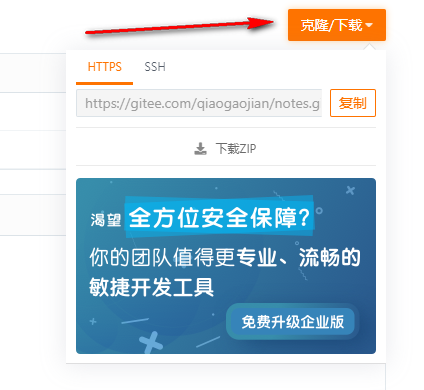 克隆/下载
HTTPS SSH
https://gitee.com/qiaogaojian/notes.g 复制
下载ZIP
渴望 全方位安全保障?
你的团队值得更专业、流畅的
敏捷开发工具
免费升级企业版